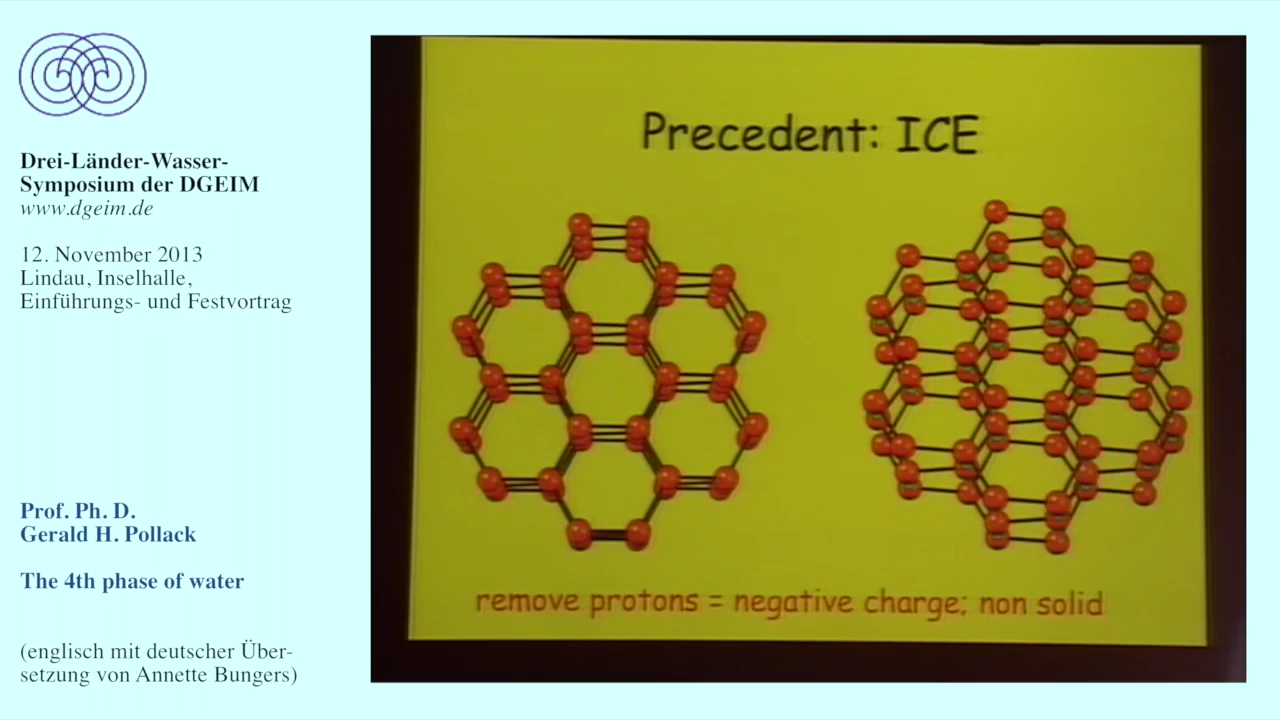 Drei-Länder-Wasser-
Symposium der DGEIM
www.dgeim.de
12. November 2013
Lindau, Inselhalle,
Einführungs- und Festvortrag
Prof. Ph. D.
Gerald H. Pollack
The 4th phase of water
(englisch mit deutscher Über-
setzung von Annette Bungers)
Precedent: ICE
remove protons = negative charge; non solid